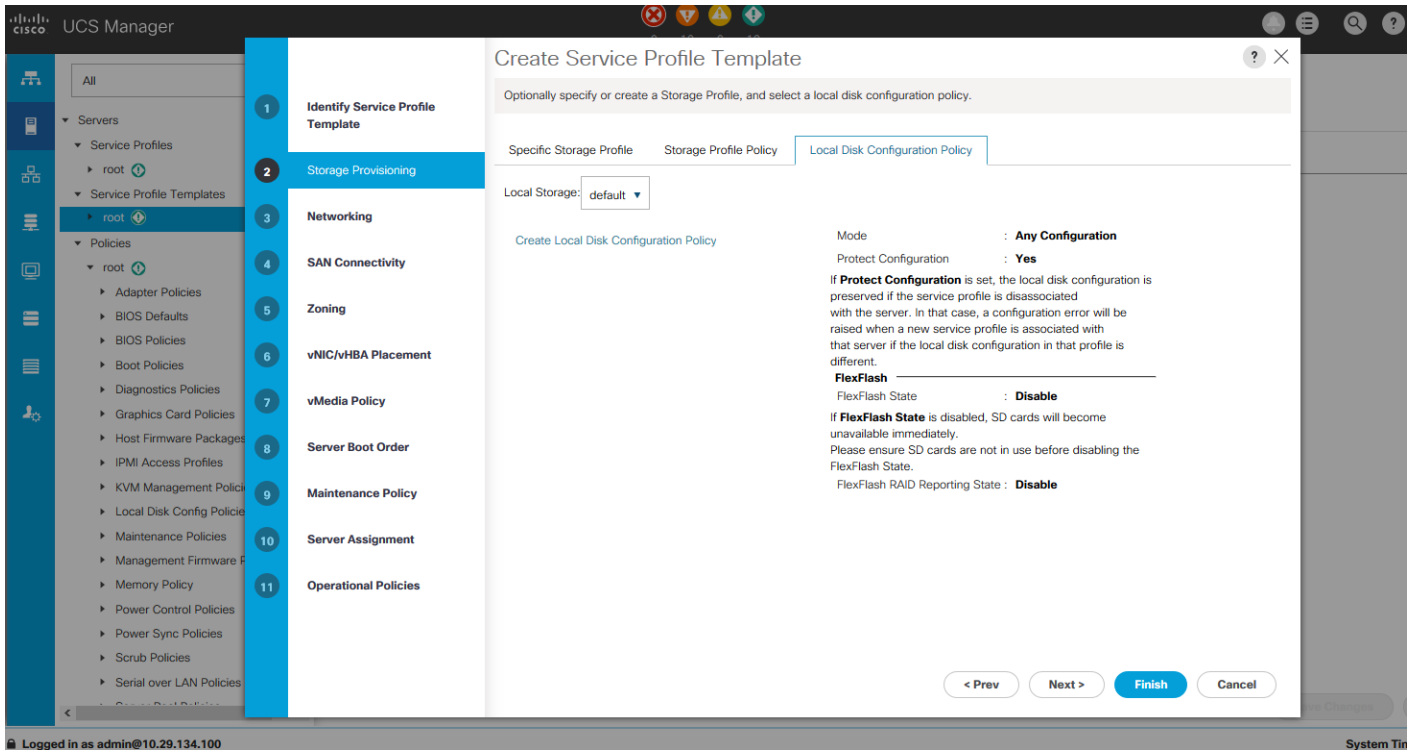 cisco UCS Manager
All
Servers
Service Profiles
root
Service Profile Templates
root
Policies
root
Adapter Policies
BIOS Defaults
BIOS Policies
Boot Policies
Diagnostics Policies
Graphics Card Policies
Host Firmware Packages
IPMI Access Profiles
KVM Management Polici
Local Disk Config Policie
Maintenance Policies
Management Firmware P
Memory Policy
Power Control Policies
Power Sync Policies
Scrub Policies
Serial over LAN Policies
1 Identify Service Profile
Template
2 Storage Provisioning
3 Networking
4 SAN Connectivity
5 Zoning
6 vNIC/vHBA Placement
7 vMedia Policy
8 Server Boot Order
9 Maintenance Policy
10 Server Assignment
11 Operational Policies
Create Service Profile Template
? ×
Optionally specify or create a Storage Profile, and select a local disk configuration policy.
Specific Storage Profile Storage Profile Policy Local Disk Configuration Policy
Local Storage: default
Create Local Disk Configuration Policy
Mode : Any Configuration
Protect Configuration : Yes
If Protect Configuration is set, the local disk configuration is
preserved if the service profile is disassociated
with the server. In that case, a configuration error will be
raised when a new service profile is associated with
that server if the local disk configuration in that profile is
different.
FlexFlash
FlexFlash State : Disable
If FlexFlash State is disabled, SD cards will become
unavailable immediately.
Please ensure SD cards are not in use before disabling the
FlexFlash State.
FlexFlash RAID Reporting State : Disable
< Prev Next > Finish Cancel
Changes
Logged in as admin@10.29.134.100
System Tim